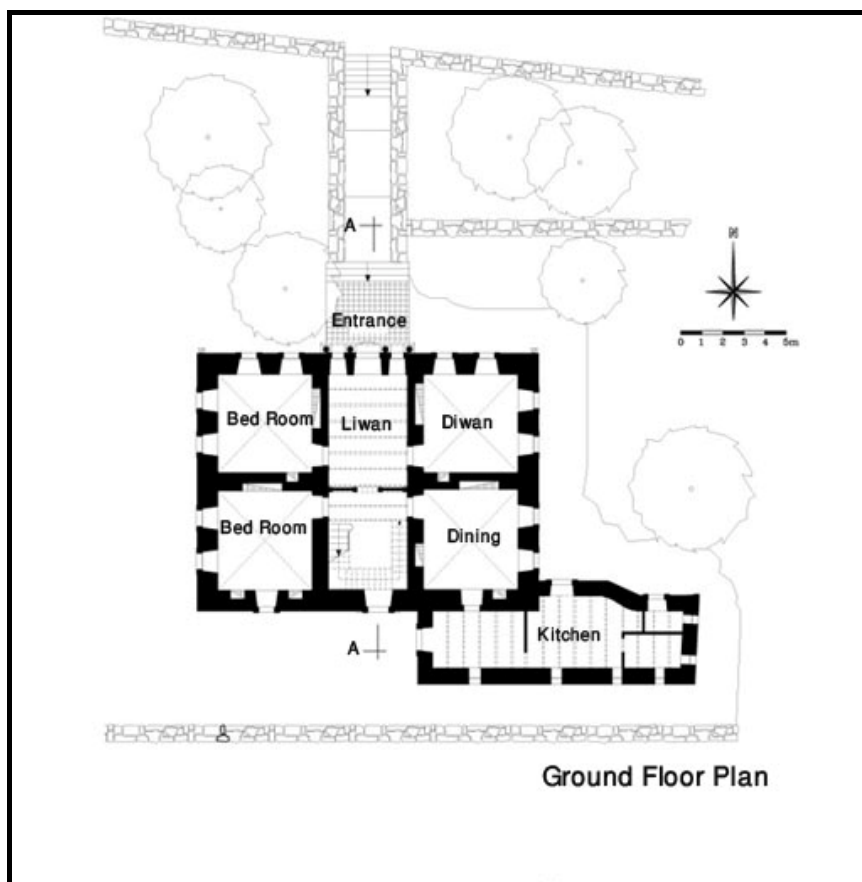 A
N
0 1 2 3 4 5m
Entrance
Bed Room
Liwan
Diwan
Bed Room
Dining
Kitchen
A
Ground Floor Plan